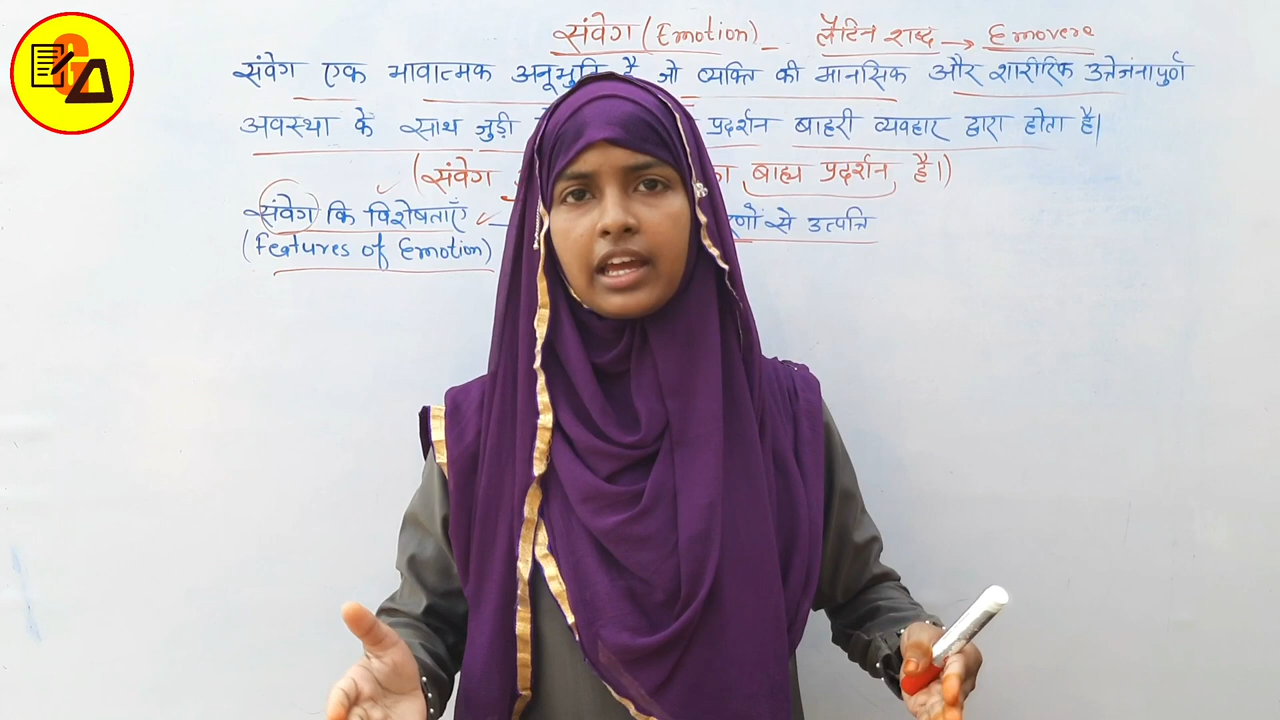 संवेग (Emotion) लैटिन शब्द → Emovere
संवेग एक भावात्मक अनुभूति है जो व्यक्ति की मानसिक और शारीरिक उत्तेजनापुर्ण
अवस्था के साथ जुड़ी प्रदर्शन बाहरी व्यवहार द्वारा होता है।
(संवेग बाह्य प्रदर्शन है।)
संवेग कि विशेषताएँ से उत्पत्ति
(Features of Emotion)